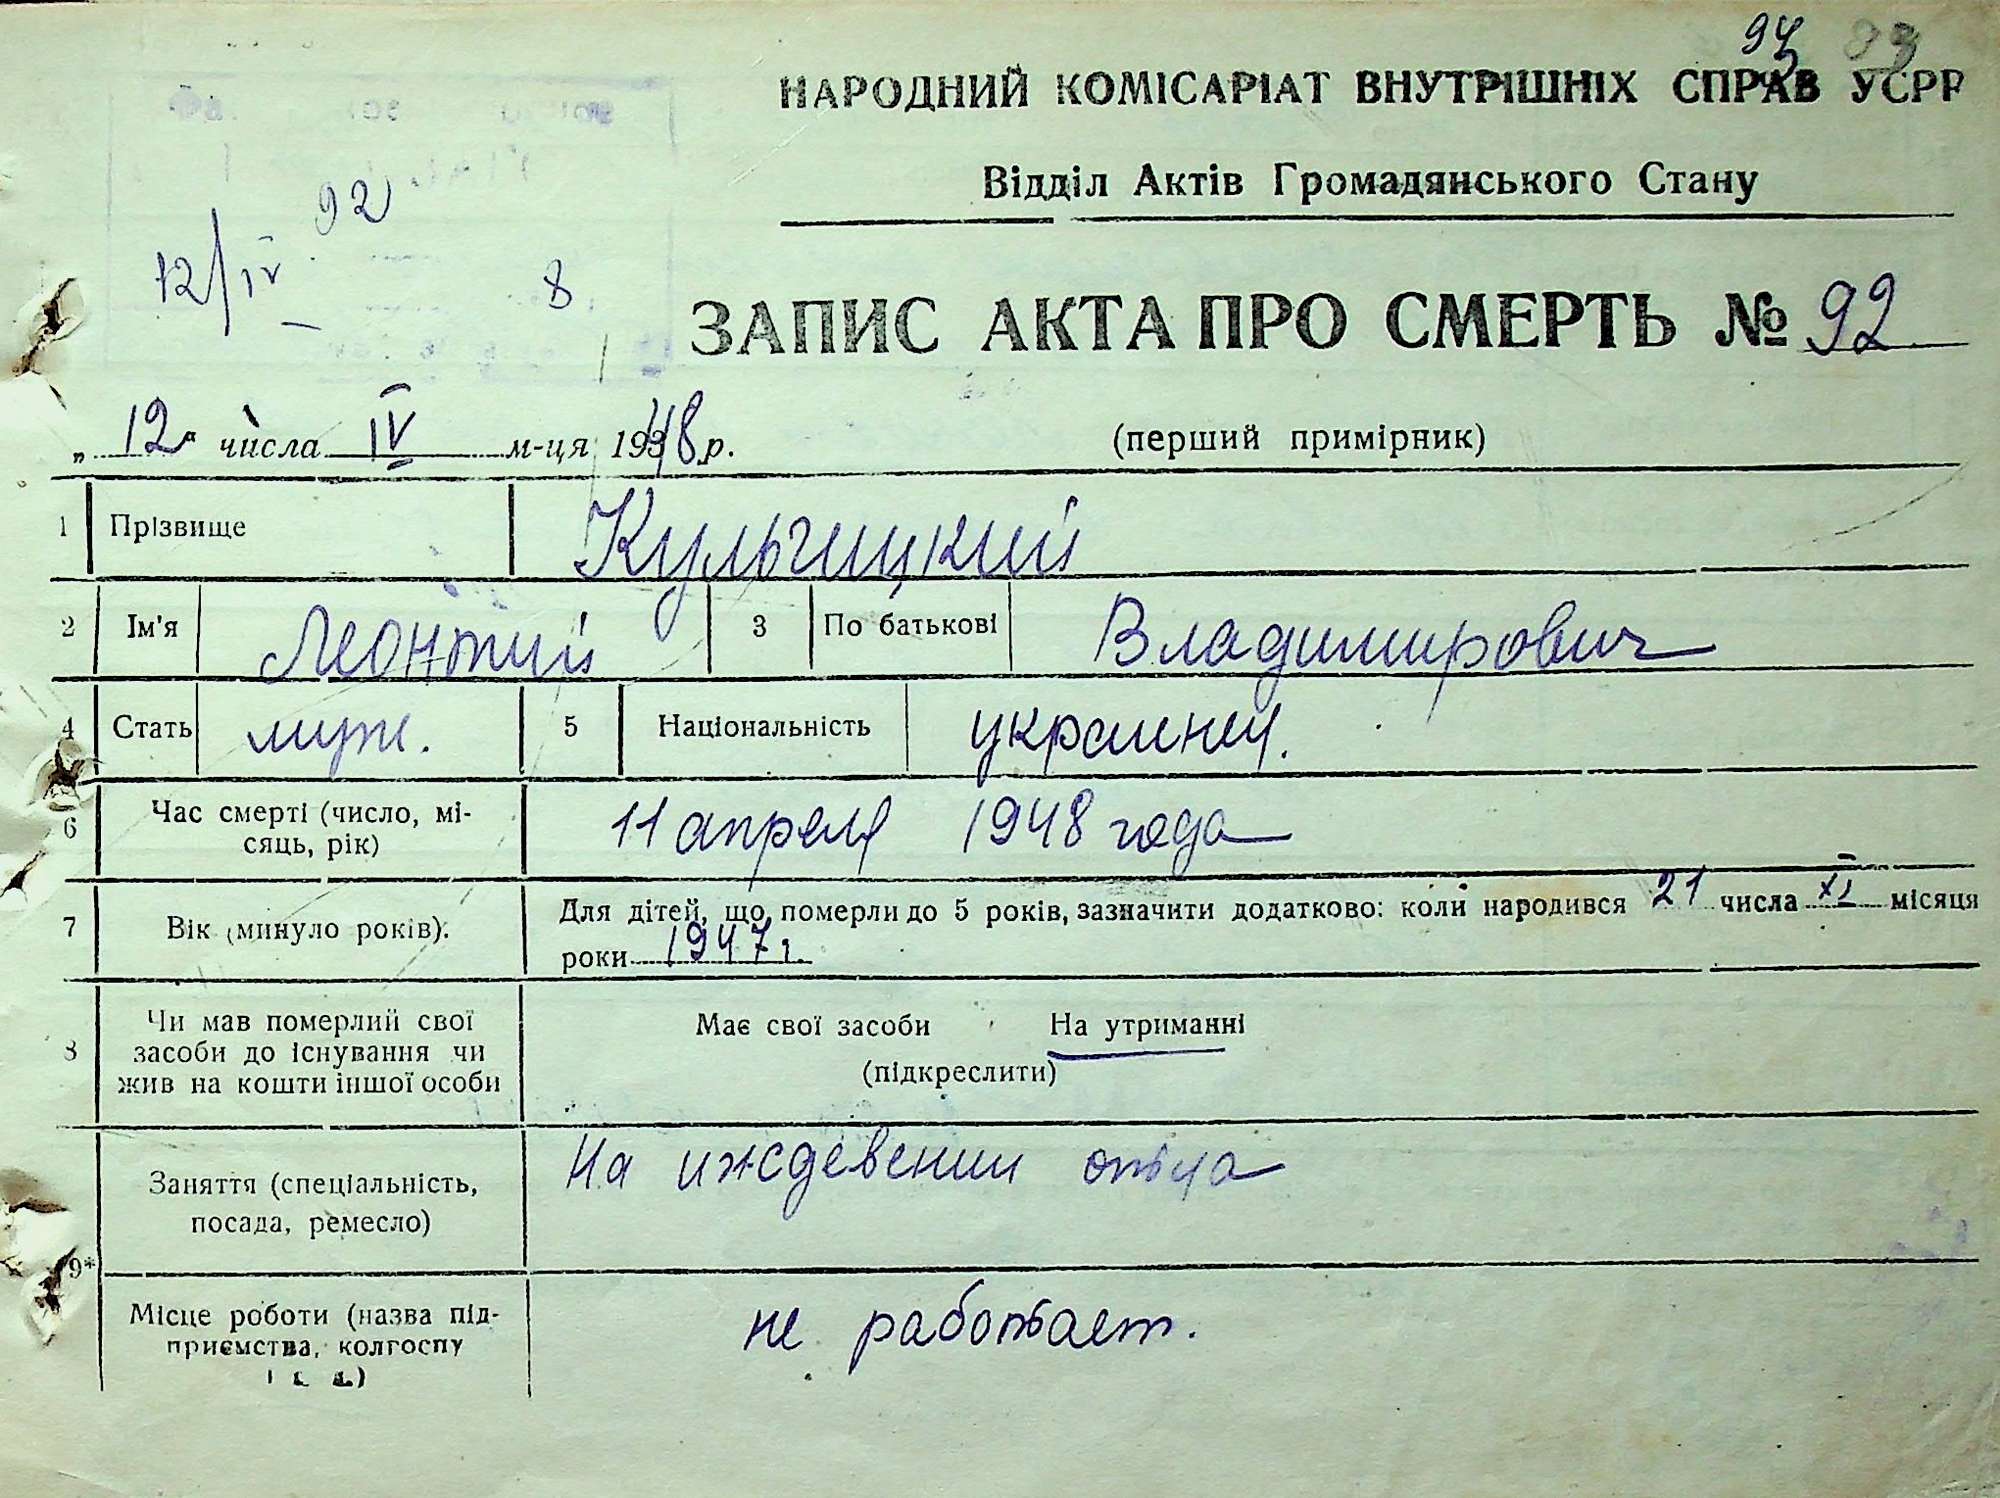 94 93
НАРОДНИЙ КОМІСАРІАТ ВНУТРІШНІХ СПРАВ УСРР
Відділ Актів Громадянського Стану
92
12/IV 8
ЗАПИС АКТА ПРО СМЕРТЬ № 92
„ 12 " числа IV м-ця 1948 р. (перший примірник)
1 Прізвище Кульчицкий
2 Ім'я Леонтий 3 По батькові Владимирович
4 Стать муж. 5 Національність украинец.
6 Час смерті (число, мі-
сяць, рік) 11 апреля 1948 года
7 Вік (минуло років): Для дітей, що померли до 5 років, зазначити додатково: коли народився 21 числа XI місяця
роки 1947 г.
8 Чи мав померлий свої
засоби до існування чи
жив на кошти іншої особи
Має свої засоби На утриманні
(підкреслити)
9* Заняття (спеціальність,
посада, ремесло) На иждевении отца
Місце роботи (назва під-
приємства, колгоспу
і т. д.) не работает.